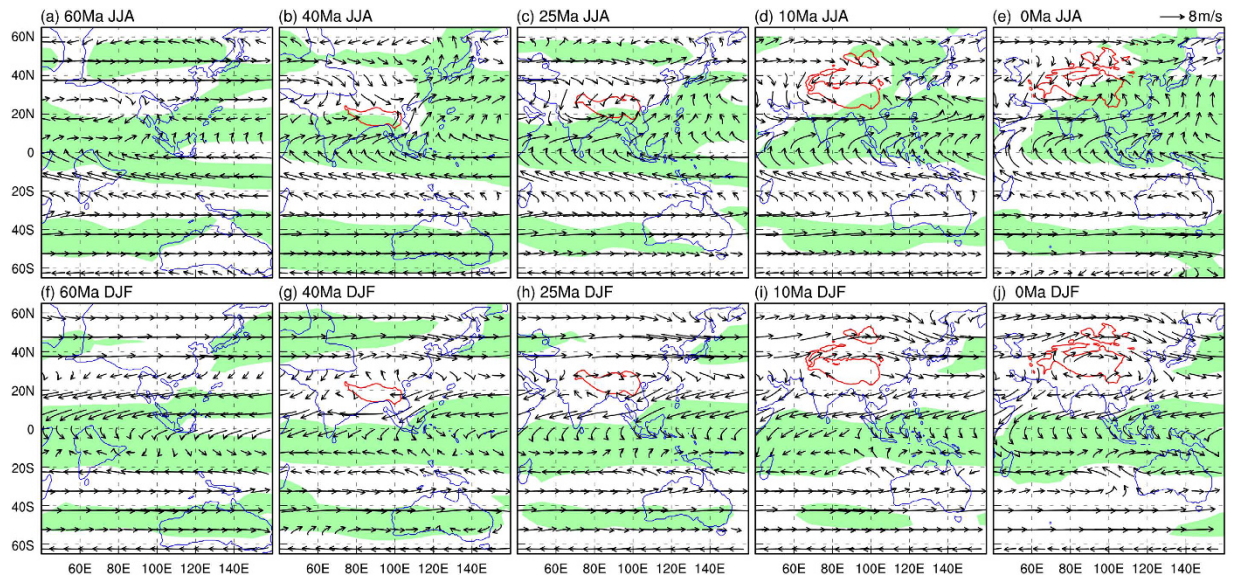 (a) 60Ma JJA (b) 40Ma JJA (c) 25Ma JJA (d) 10Ma JJA (e) 0Ma JJA 8m/s
60N
40N
20N
0
20S
40S
60S
(f) 60Ma DJF (g) 40Ma DJF (h) 25Ma DJF (i) 10Ma DJF (j) 0Ma DJF
60N
40N
20N
0
20S
40S
60S
60E 80E 100E 120E 140E 60E 80E 100E 120E 140E 60E 80E 100E 120E 140E 60E 80E 100E 120E 140E 60E 80E 100E 120E 140E